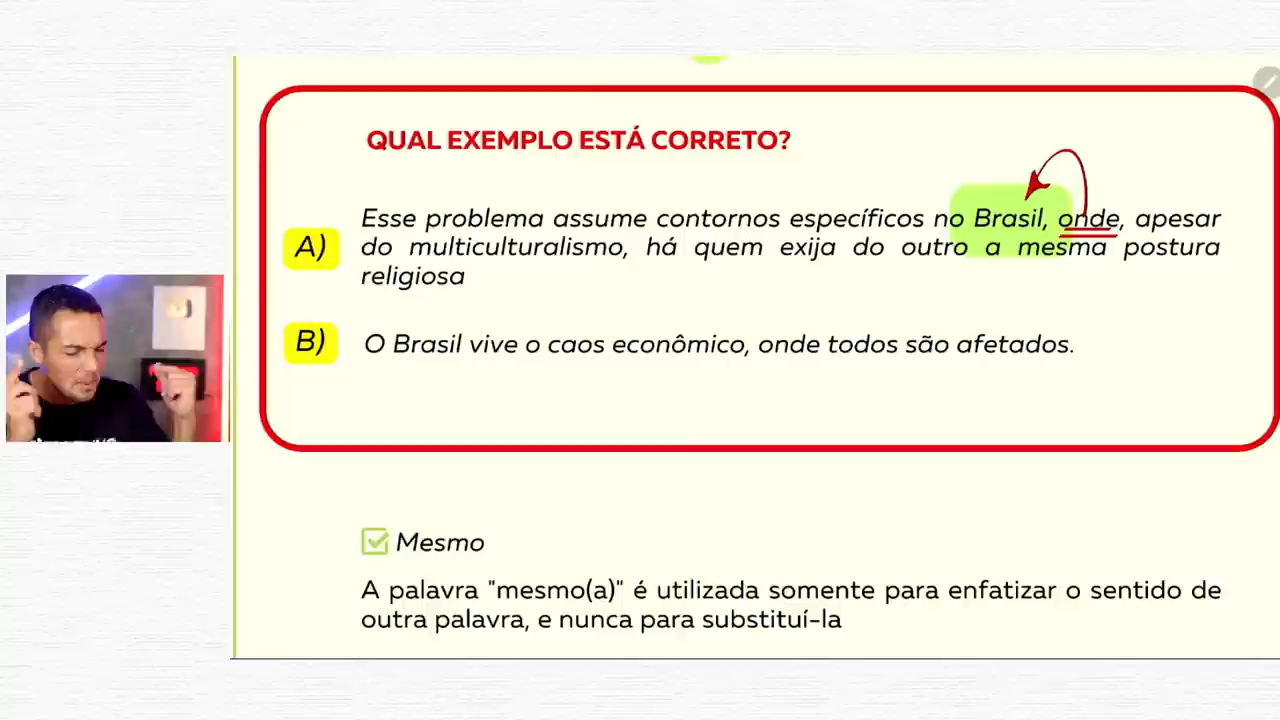 QUAL EXEMPLO ESTÁ CORRETO?
A) Esse problema assume contornos específicos no Brasil, onde, apesar
do multiculturalismo, há quem exija do outro a mesma postura
religiosa
B) O Brasil vive o caos econômico, onde todos são afetados.
Mesmo
A palavra "mesmo(a)" é utilizada somente para enfatizar o sentido de
outra palavra, e nunca para substituí-la